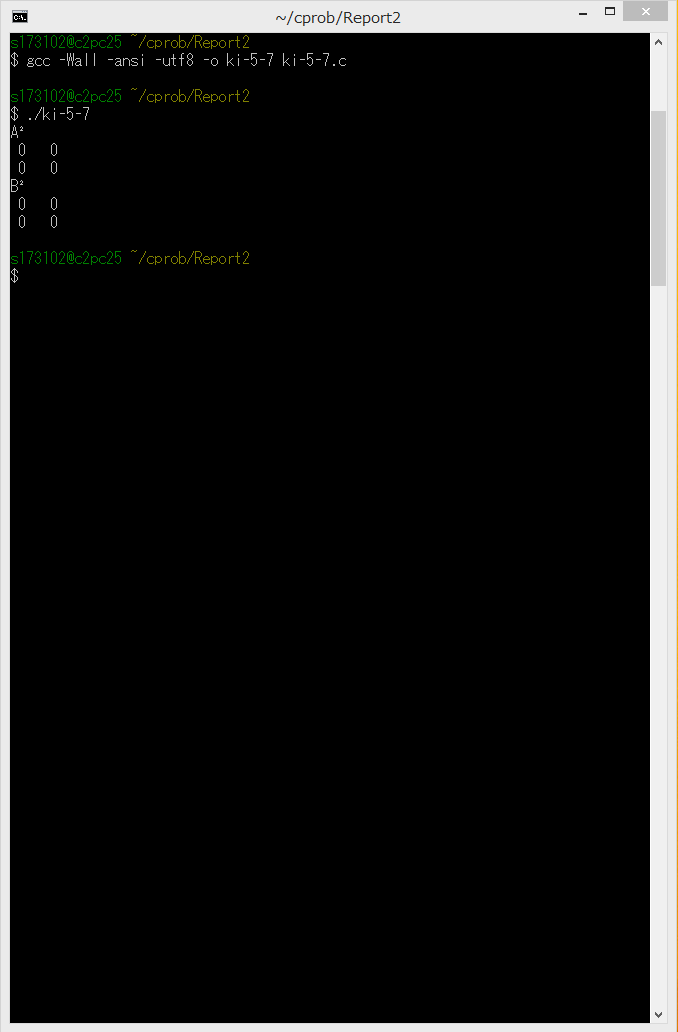 ~/cprob/Report2
s173102@c2pc25 ~/cprob/Report2
$ gcc -Wall -ansi -utf8 -o ki-5-7 ki-5-7.c
s173102@c2pc25 ~/cprob/Report2
$ ./ki-5-7
A²
0 0
0 0
B²
0 0
0 0
s173102@c2pc25 ~/cprob/Report2
$